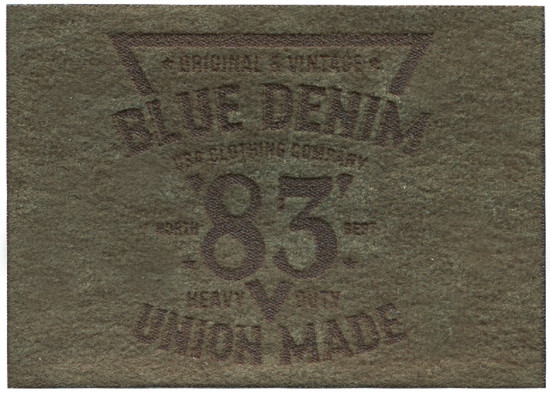 ORIGINAL & VINTAGE
BLUE DENIM
USA CLOTHING COMPANY
'83'
NORTH BEST
HEAVY DUTY
UNION MADE